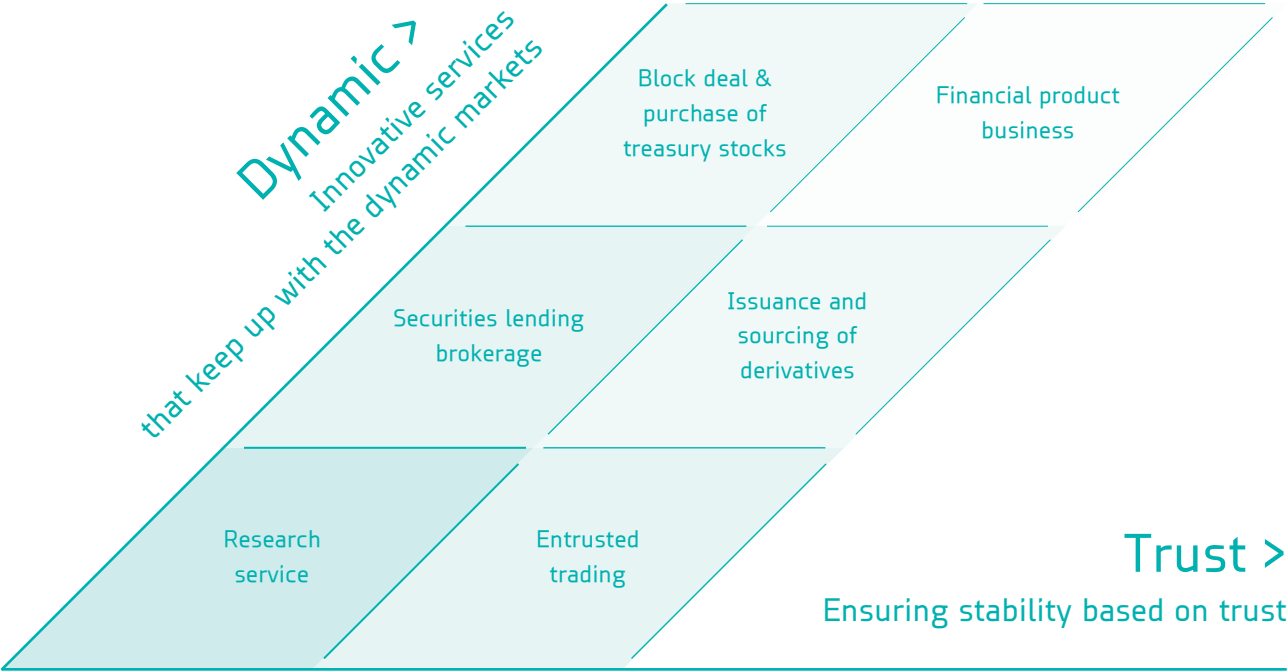 Dynamic >
Innovative services
that keep up with the dynamic markets
Block deal &
purchase of
treasury stocks
Financial product
business
Securities lending
brokerage
Issuance and
sourcing of
derivatives
Research
service
Entrusted
trading
Trust >
Ensuring stability based on trust